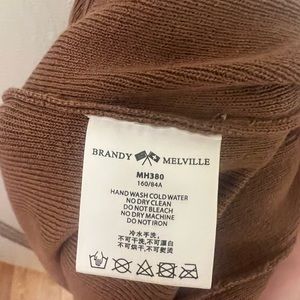 BRANDY MELVILLE
MH380
160/84A
HAND WASH COLD WATER
NO DRY CLEAN
DO NOT BLEACH
NO DRY MACHINE
DO NOT IRON
冷水手洗,
不可干洗,不可漂白
不可烘干,不可熨烫